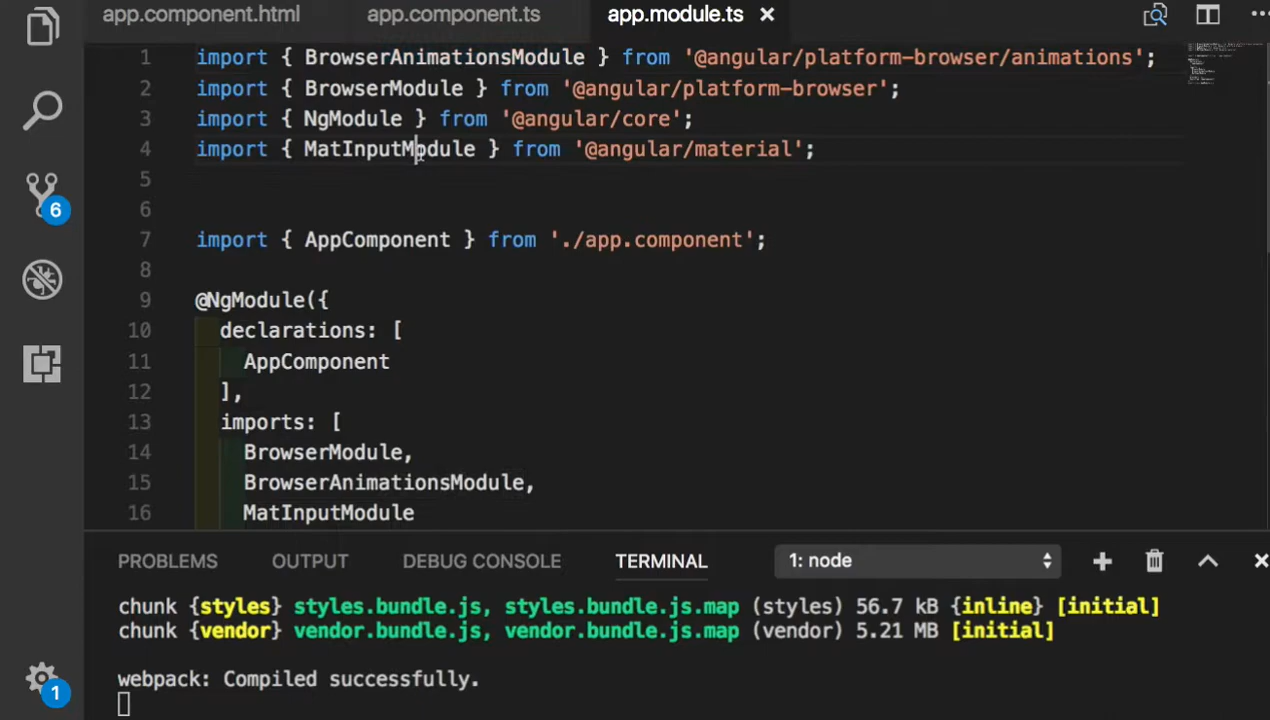 app.component.html app.component.ts app.module.ts
1 import { BrowserAnimationsModule } from '@angular/platform-browser/animations';
2 import { BrowserModule } from '@angular/platform-browser';
3 import { NgModule } from '@angular/core';
4 import { MatInputModule } from '@angular/material';
5
6
7 import { AppComponent } from './app.component';
8
9 @NgModule({
10 declarations: [
11 AppComponent
12 ],
13 imports: [
14 BrowserModule,
15 BrowserAnimationsModule,
16 MatInputModule
6
1
PROBLEMS OUTPUT DEBUG CONSOLE TERMINAL 1: node
chunk {styles} styles.bundle.js, styles.bundle.js.map (styles) 56.7 kB {inline} [initial]
chunk {vendor} vendor.bundle.js, vendor.bundle.js.map (vendor) 5.21 MB [initial]
webpack: Compiled successfully.